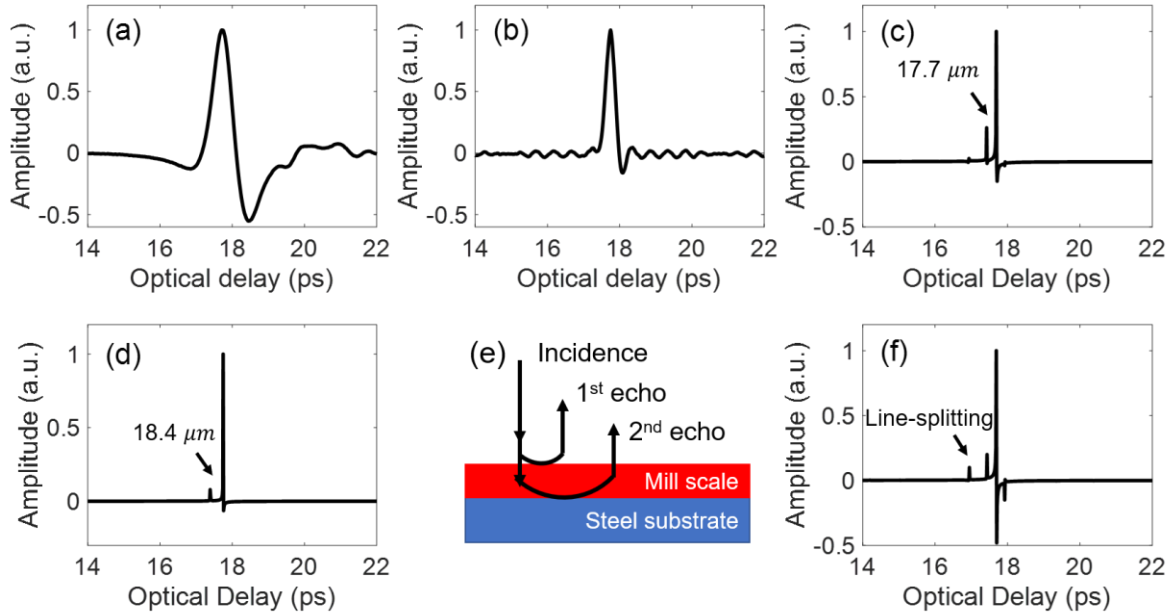 (a)
Amplitude (a.u.)
1
0.5
0
-0.5
14 16 18 20 22
Optical delay (ps)
(b)
Amplitude (a.u.)
1
0.5
0
-0.5
14 16 18 20 22
Optical delay (ps)
(c)
17.7 μm
Amplitude (a.u.)
1
0.5
0
-0.5
14 16 18 20 22
Optical Delay (ps)
(d)
18.4 μm
Amplitude (a.u.)
1
0.5
0
14 16 18 20 22
Optical Delay (ps)
(e)
Incidence
1st echo
2nd echo
Mill scale
Steel substrate
(f)
Line-splitting
Amplitude (a.u.)
1
0.5
0
-0.5
14 16 18 20 22
Optical Delay (ps)